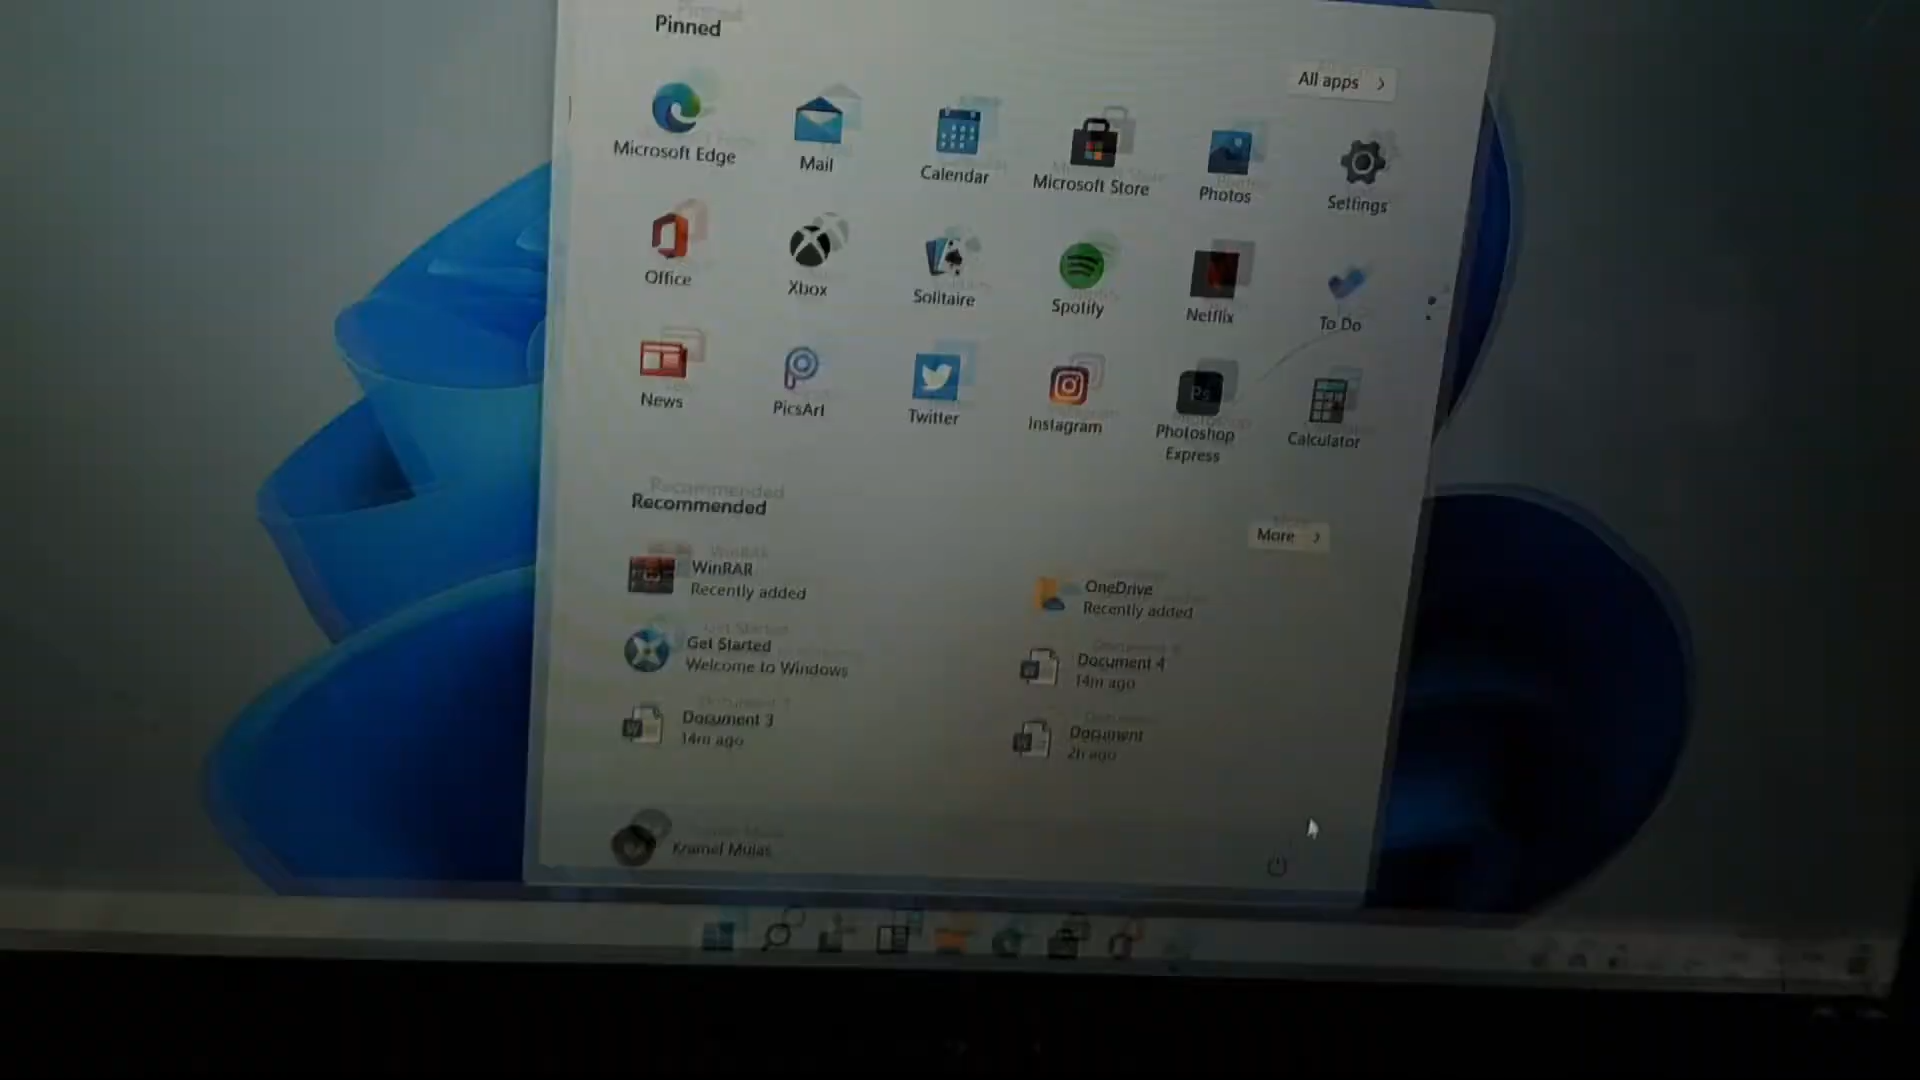 Pinned
All apps >
Microsoft Edge
Mail
Calendar
Microsoft Store
Photos
Settings
Office
Xbox
Solitaire
Spotify
Netflix
To Do
News
PicsArt
Twitter
Instagram
Photoshop
Express
Calculator
Recommended
More >
WinRAR
Recently added
OneDrive
Recently added
Get Started
Welcome to Windows
Document 4
14m ago
Document 3
14m ago
Document
2h ago